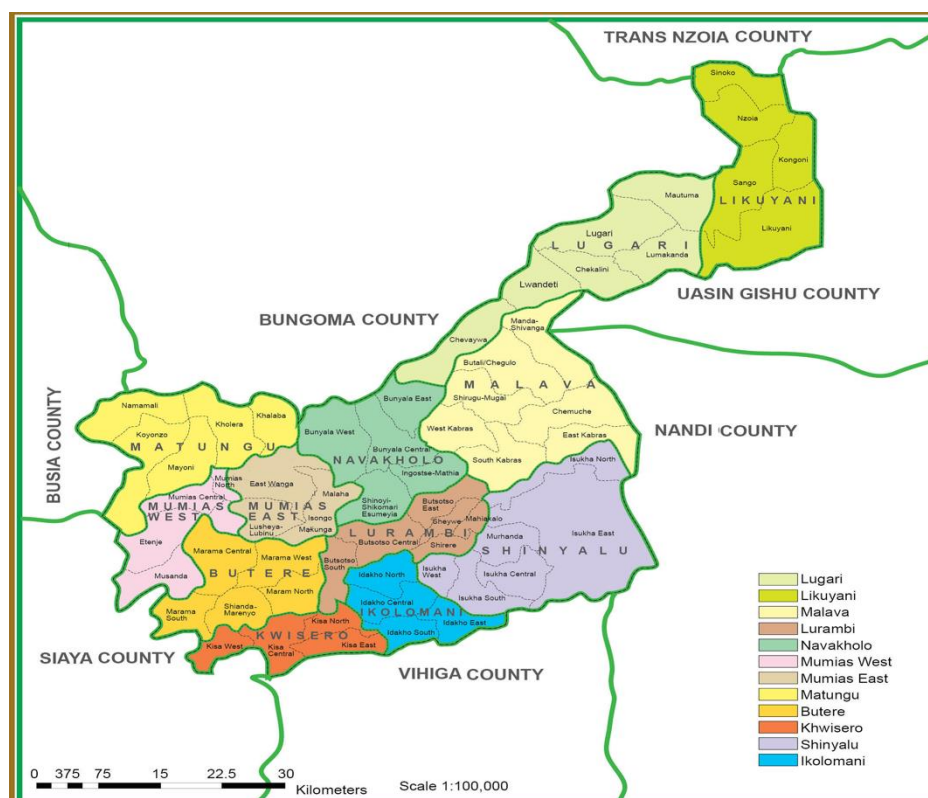 TRANS NZOIA COUNTY
Sinoko
Nzoia
Kongoni
Sango
LIKUYANI
Likuyani
Mautuma
Lugari
LUGARI
Lumakanda
Chekalini
Lwandeti
UASIN GISHU COUNTY
BUNGOMA COUNTY
Manda-
Shivanga
Chevaywa
Butali/Chegulo
MALAVA
Shirugu-Mugai
Chemuche
West Kabras
East Kabras
South Kabras
NANDI COUNTY
BUSIA COUNTY
Namamali
Khalaba
Kholera
Koyonzo
MATUNGU
Mayoni
Bunyala East
Bunyala West
Bunyala Central
NAVAKHOLO
Ingostse-Mathia
Shinoyi-
Shikomari
Esumeyia
Isukha North
Mumias
North
Mumias Central
MUMIAS
WEST
Etenje
Musanda
East Wanga
Malaha
MUMIAS
EAST
Isongo
Makunga
Lusheya-
Lubinu
Butsotso
East
Sheywe
Mahiakalo
LURAMBI
Butsotso Central
Shirere
Butsotso
South
Murhanda
Isukha East
SHINYALU
Isukha
West
Isukha Central
Isukha South
Marama Central
Marama West
BUTERE
Maram North
Shianda-
Marenyo
Marama
South
Idakho North
Idakho Central
IKOLOMANI
Idakho East
Idakho South
Kisa North
KWISERO
Kisa West
Kisa
Central
Kisa East
SIAYA COUNTY
VIHIGA COUNTY
Lugari
Likuyani
Malava
Lurambi
Navakholo
Mumias West
Mumias East
Matungu
Butere
Khwisero
Shinyalu
Ikolomani
0 375 75 15 22.5 30
Kilometers
Scale 1:100,000